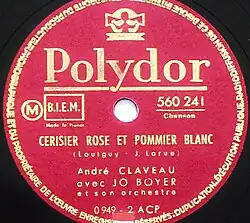 Polydor
M
B.I.E.M.
Made in France
560 241
Chanson
CERISIER ROSE ET POMMIER BLANC
(Louiguy - J. Larue)
André CLAVEAU
avec JO BOYER
et son orchestre
0949 - 2 ACP